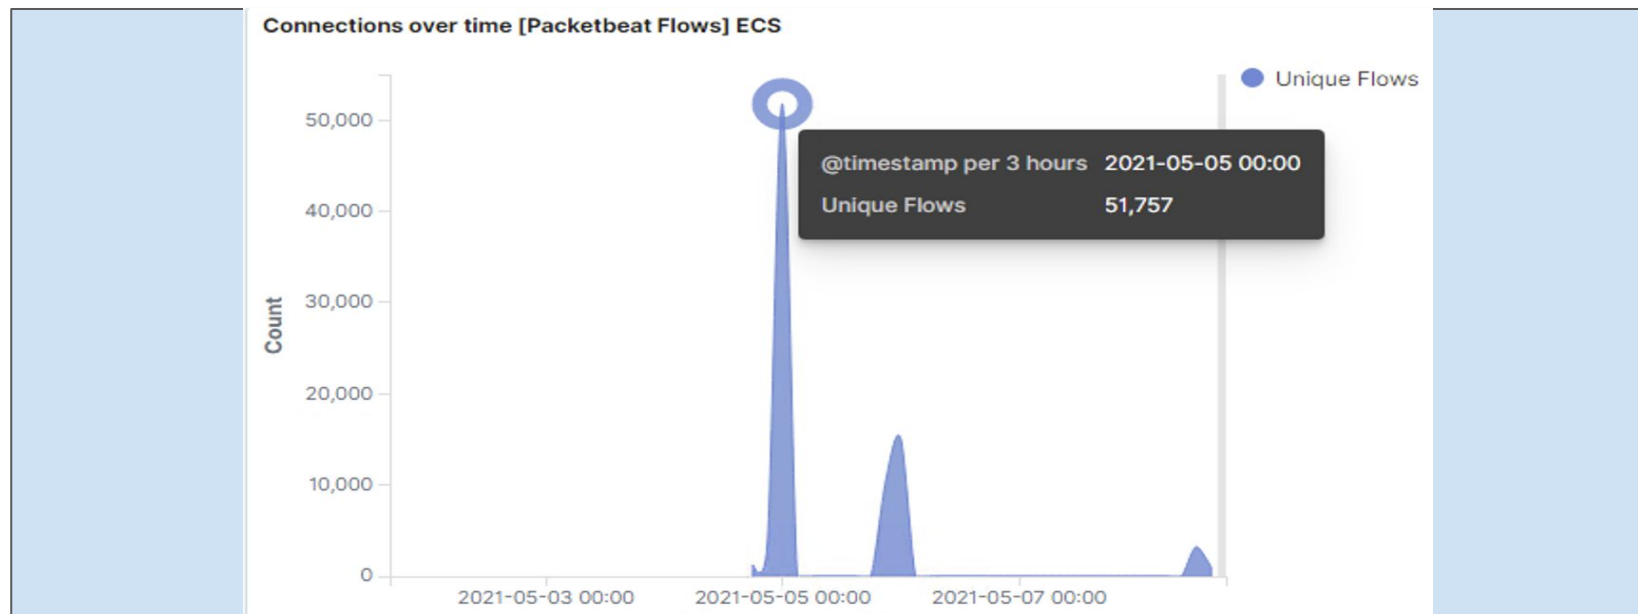 Connections over time [Packetbeat Flows] ECS
Unique Flows
50,000
40,000
30,000
20,000
10,000
0
Count
@timestamp per 3 hours 2021-05-05 00:00
Unique Flows 51,757
2021-05-03 00:00 2021-05-05 00:00 2021-05-07 00:00